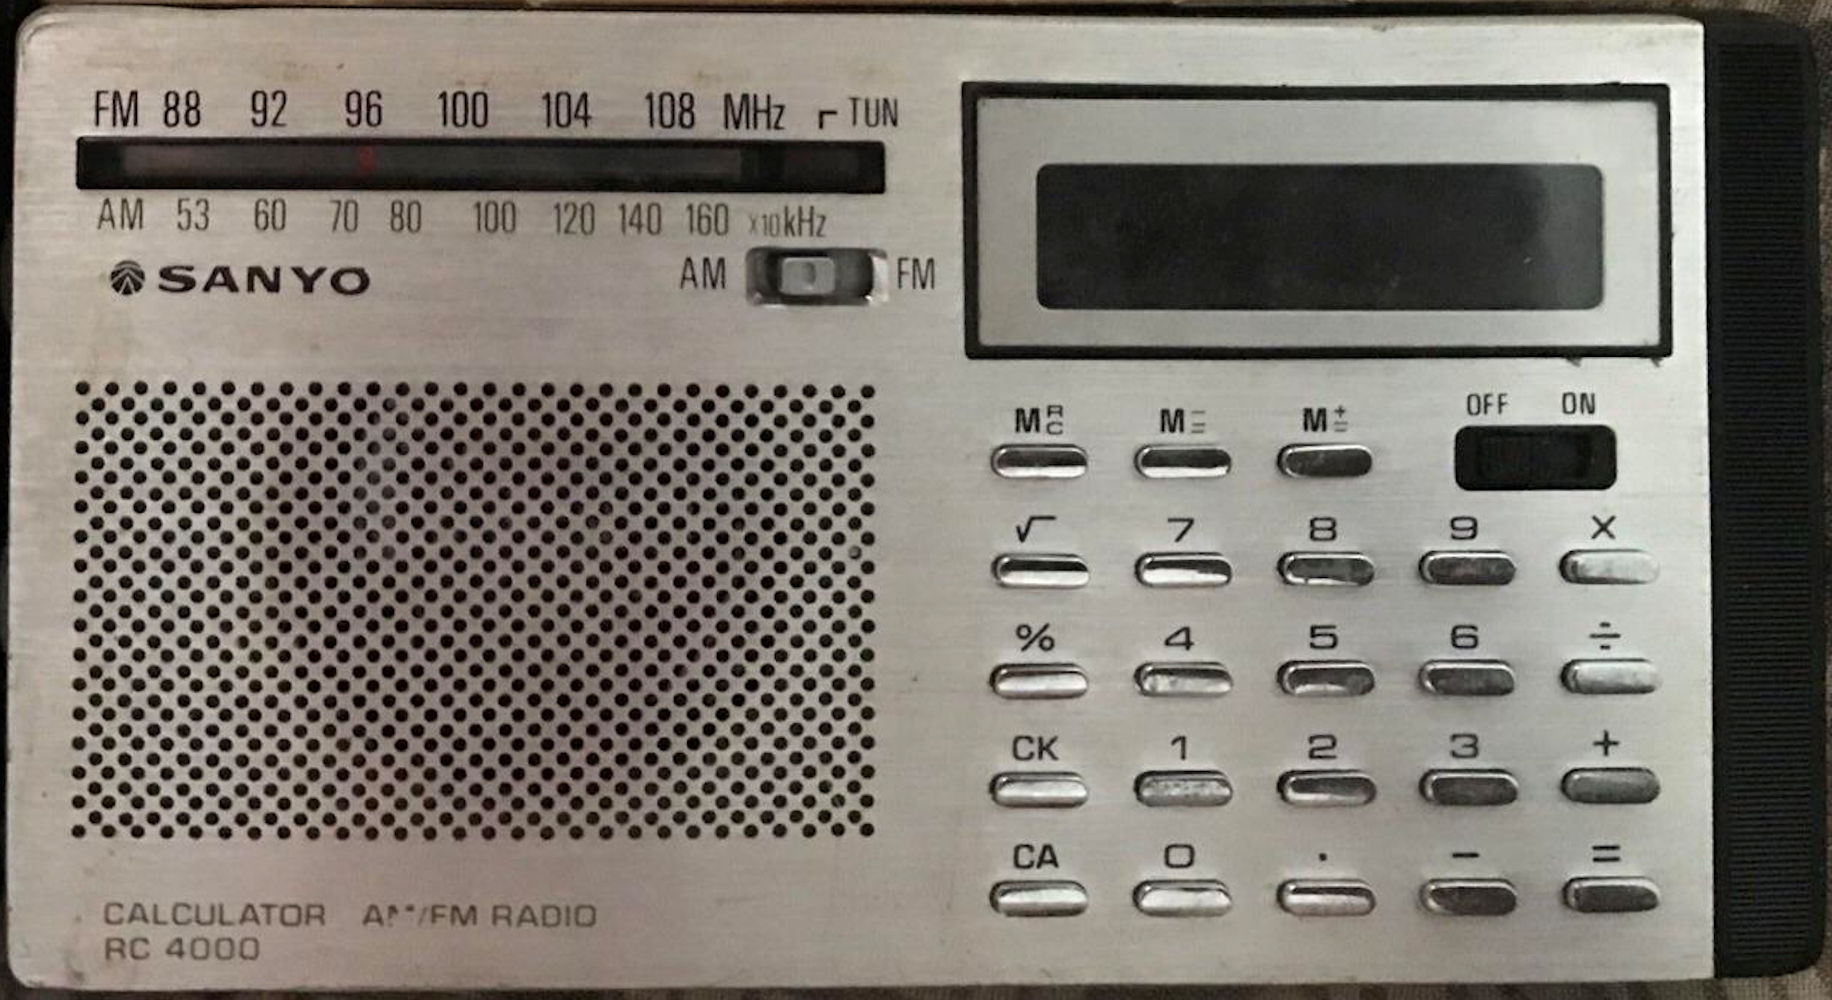 FM 88 92 96 100 104 108 MHz TUN
AM 53 60 70 80 100 120 140 160 x10kHz
SANYO
AM FM
CALCULATOR /FM RADIO
RC 4000
OFF ON
MRC M-= M+=
√ 7 8 9 X
% 4 5 6 ÷
CK 1 2 3 +
CA 0 . - =